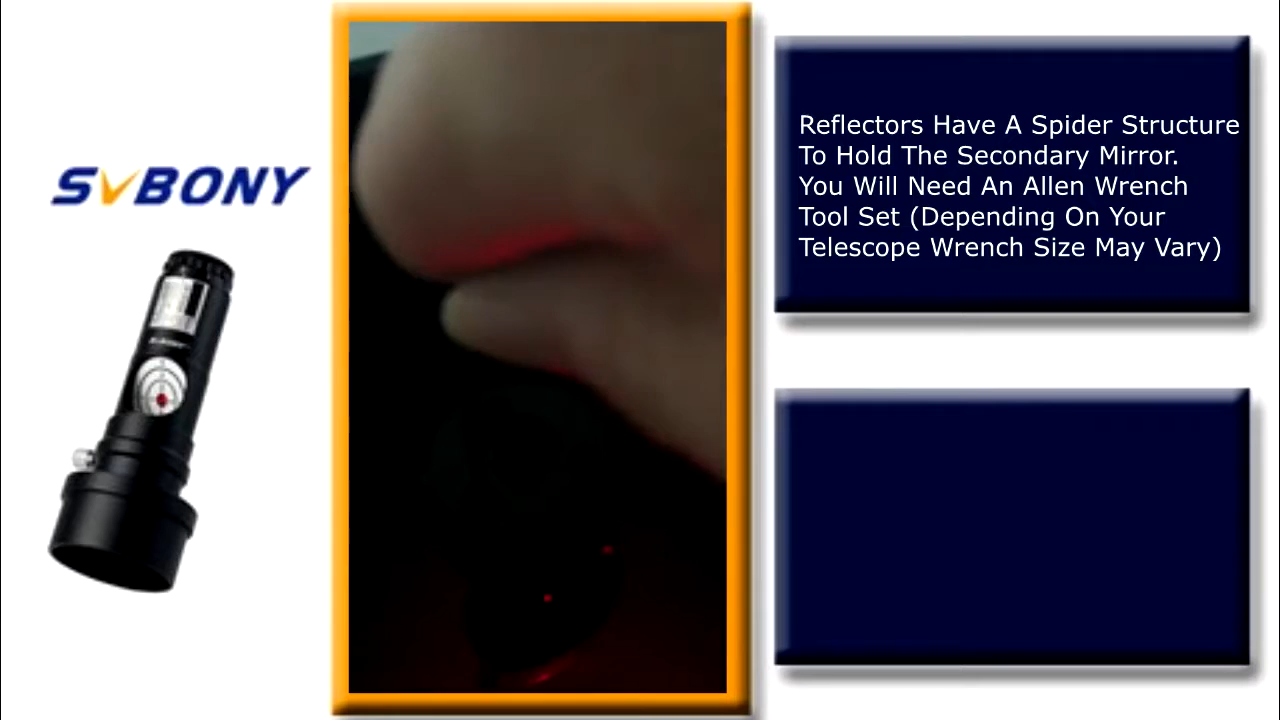 SVBONY
Reflectors Have A Spider Structure
To Hold The Secondary Mirror.
You Will Need An Allen Wrench
Tool Set (Depending On Your
Telescope Wrench Size May Vary)